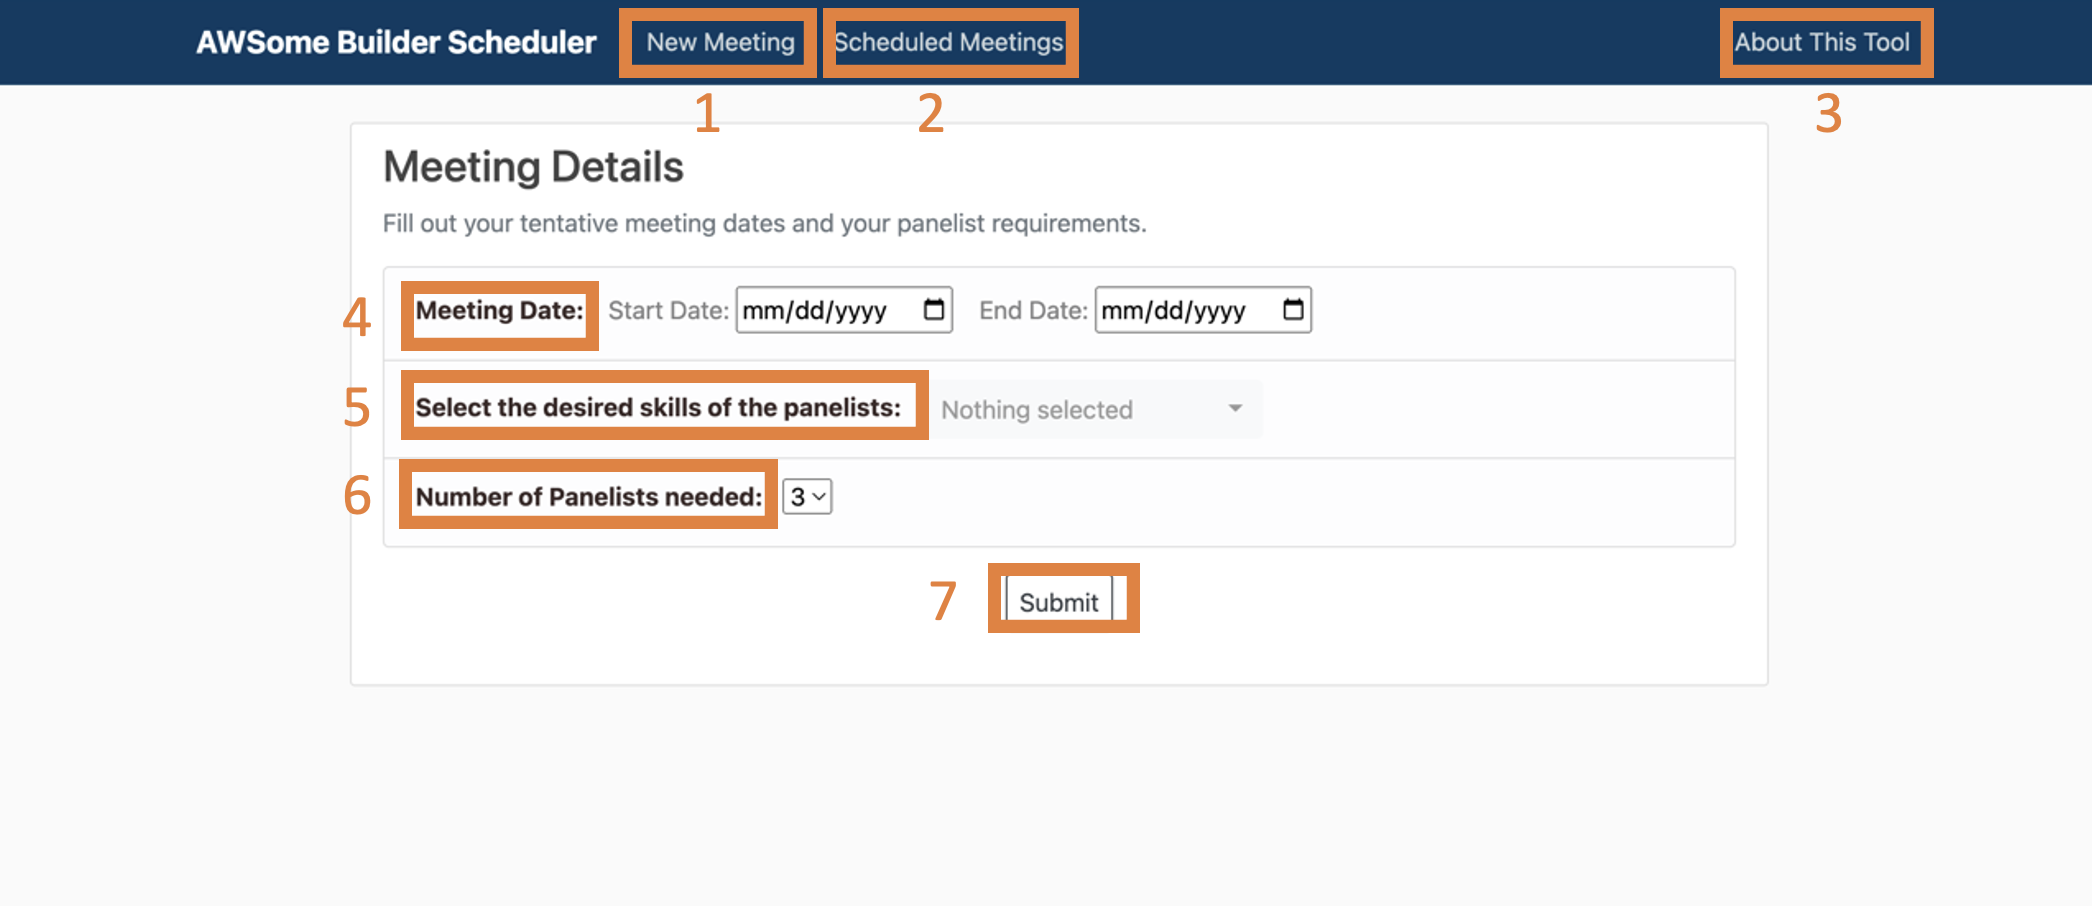 AWSome Builder Scheduler New Meeting Scheduled Meetings About This Tool
1 2 3
Meeting Details
Fill out your tentative meeting dates and your panelist requirements.
4 Meeting Date: Start Date: mm/dd/yyyy End Date: mm/dd/yyyy
5 Select the desired skills of the panelists: Nothing selected
6 Number of Panelists needed: 3
7 Submit